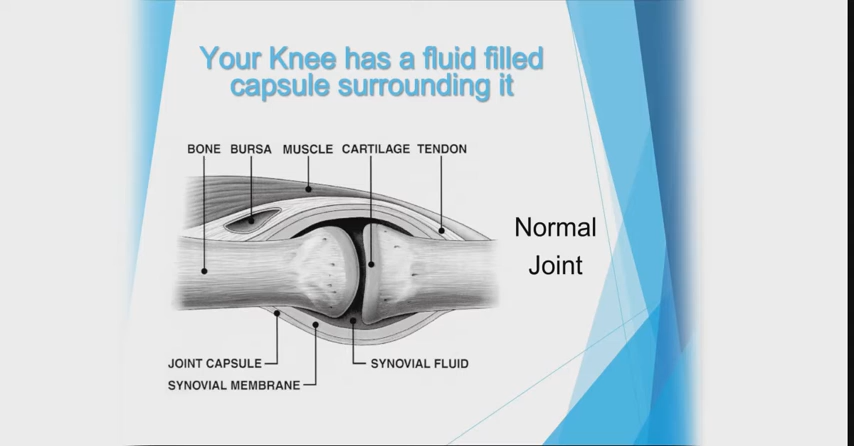 Your Knee has a fluid filled
capsule surrounding it
BONE BURSA MUSCLE CARTILAGE TENDON
Normal
Joint
JOINT CAPSULE
SYNOVIAL FLUID
SYNOVIAL MEMBRANE